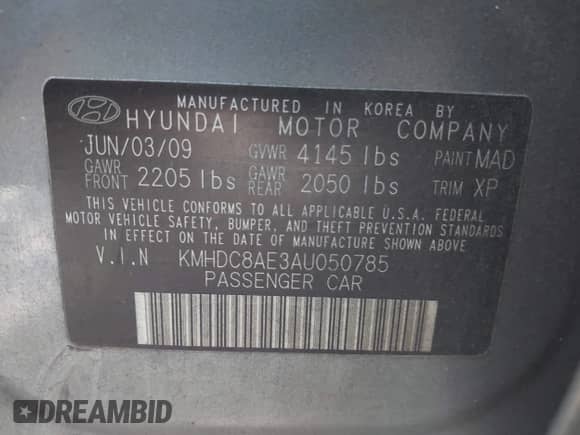 MANUFACTURED IN KOREA BY
HYUNDAI MOTOR COMPANY
JUN/03/09 GVWR 4145 lbs PAINT MAD
GAWR FRONT 2205 lbs GAWR REAR 2050 lbs TRIM XP
THIS VEHICLE CONFORMS TO ALL APPLICABLE U.S.A. FEDERAL
MOTOR VEHICLE SAFETY, BUMPER, AND THEFT PREVENTION STANDARDS
IN EFFECT ON THE DATE OF MANUFACTURE SHOWN ABOVE.
V.I.N KMHDC8AE3AU050785
PASSENGER CAR
DREAMBID